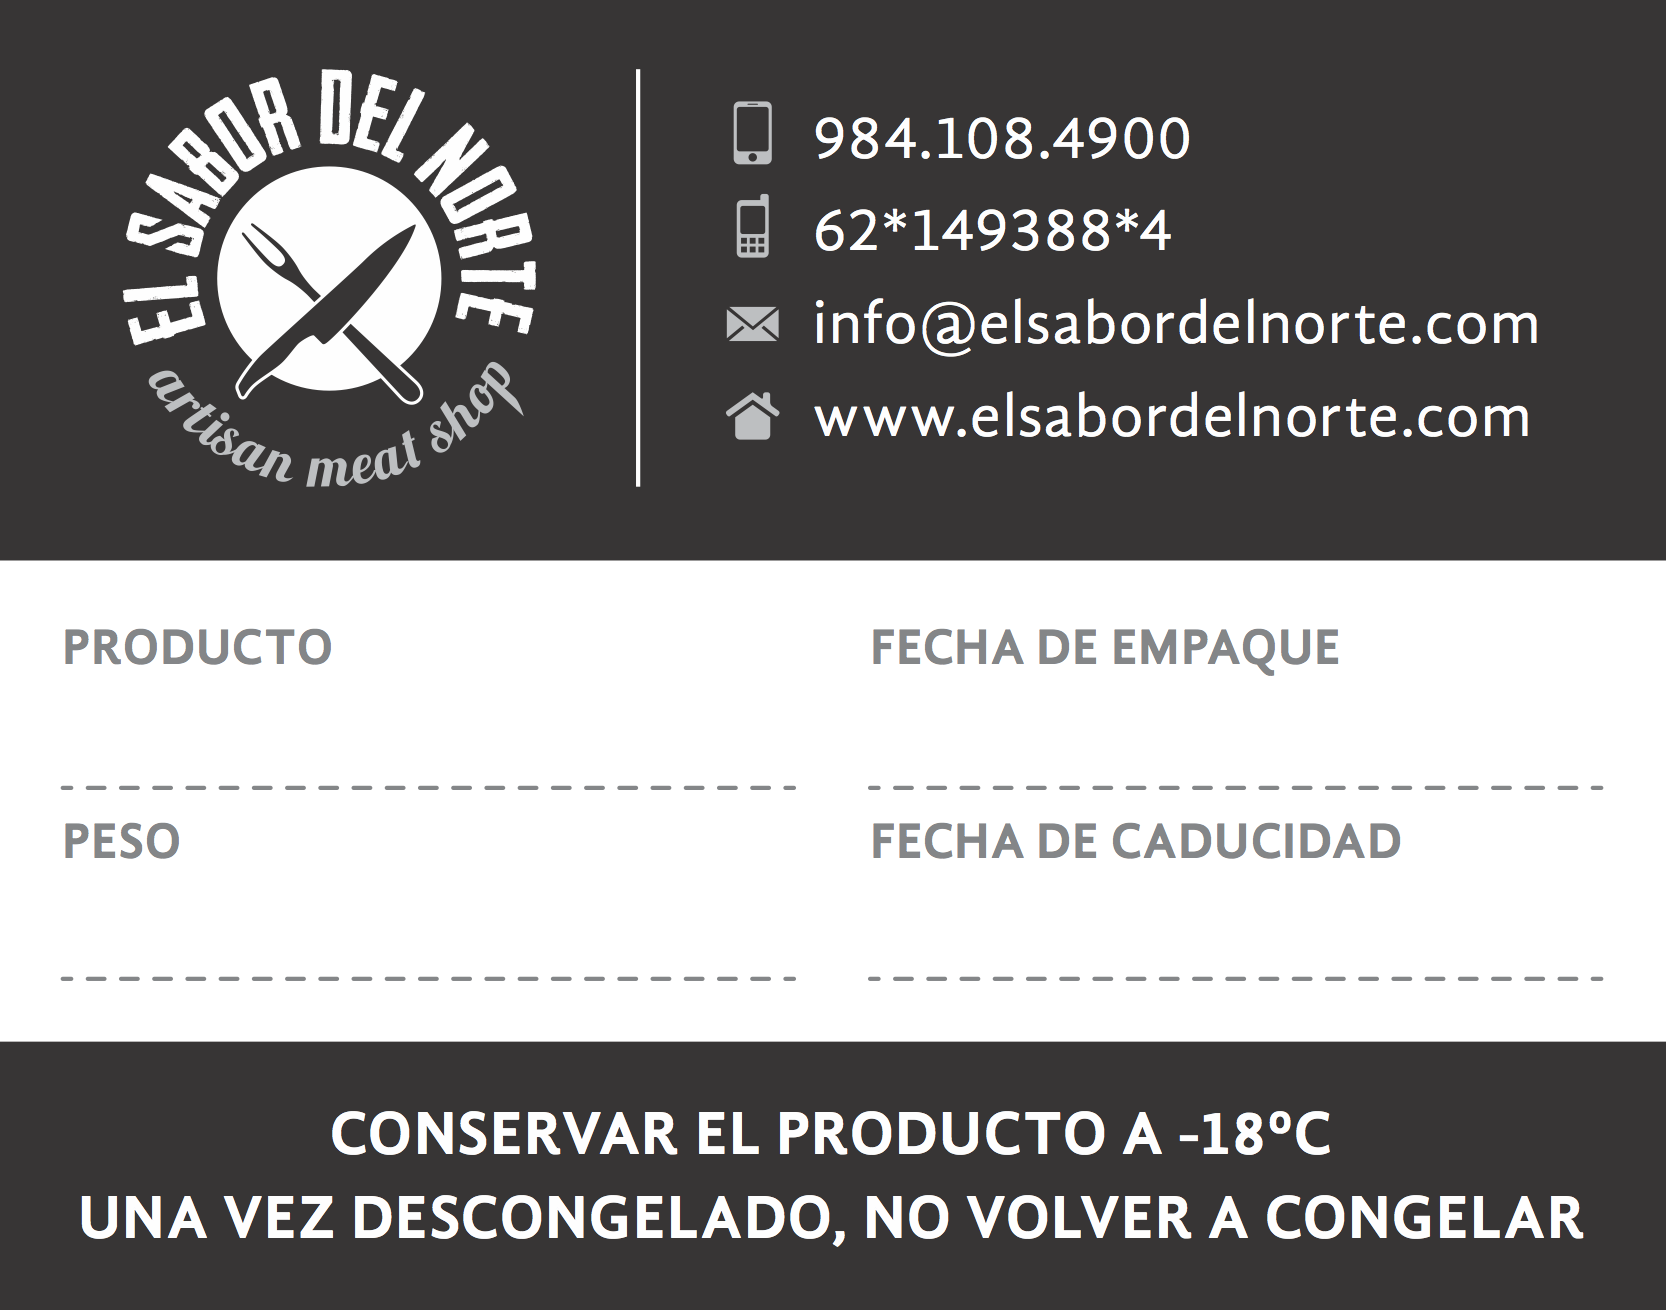 EL SABOR DEL NORTE
artisan meat shop
984.108.4900
62*149388*4
info@elsabordelnorte.com
www.elsabordelnorte.com
PRODUCTO
FECHA DE EMPAQUE
PESO
FECHA DE CADUCIDAD
CONSERVAR EL PRODUCTO A -18ºC
UNA VEZ DESCONGELADO, NO VOLVER A CONGELAR